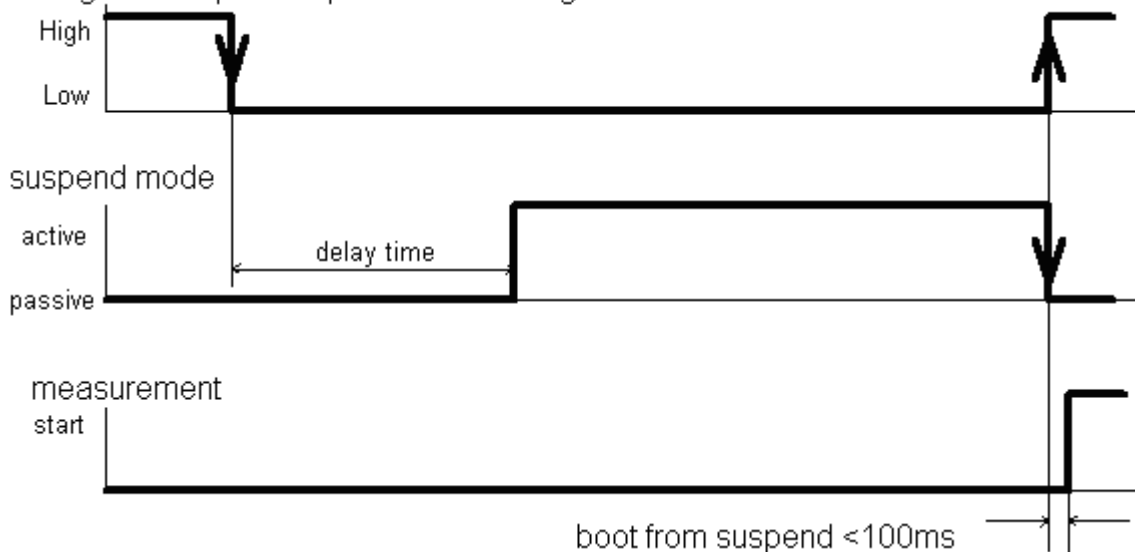 High
Low
suspend mode
active
delay time
passive
measurement
start
boot from suspend <100ms